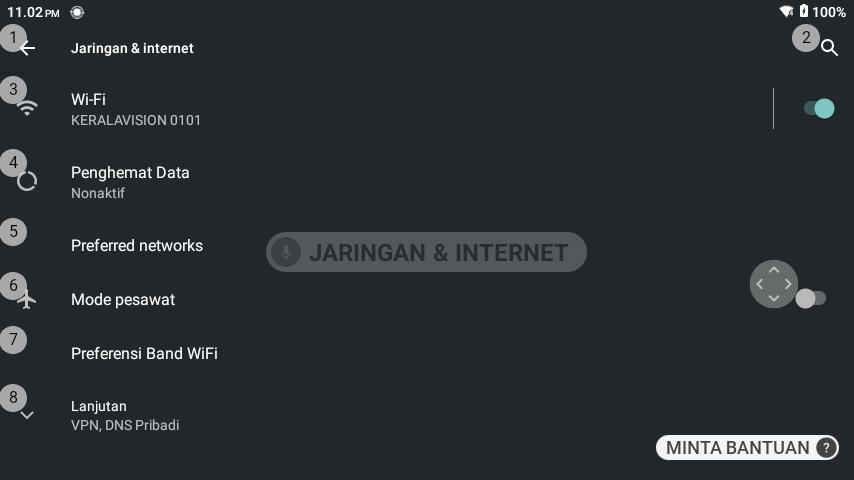 11.02 PM
100%
1
Jaringan & internet
2
3
Wi-Fi
KERALAVISION 0101
4
Penghemat Data
Nonaktif
5
Preferred networks
JARINGAN & INTERNET
6
Mode pesawat
7
Preferensi Band WiFi
8
Lanjutan
VPN, DNS Pribadi
MINTA BANTUAN ?